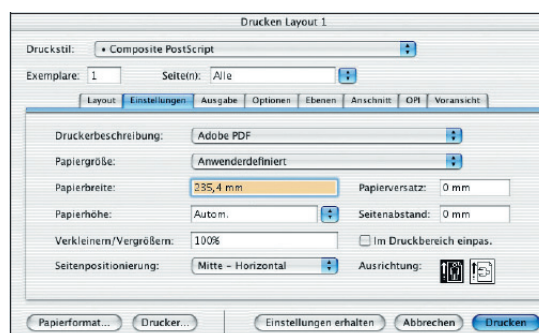 Drucken Layout 1
Druckstil: • Composite PostScript
Exemplare: 1 Seite(n): Alle
Layout Einstellungen Ausgabe Optionen Ebenen Anschnitt OPI Voransicht
Druckerbeschreibung: Adobe PDF
Papiergröße: Anwenderdefiniert
Papierbreite: 235,4 mm Papierversatz: 0 mm
Papierhöhe: Autom. Seitenabstand: 0 mm
Verkleinern/Vergrößern: 100% Im Druckbereich einpas.
Seitenpositionierung: Mitte – Horizontal Ausrichtung:
Papierformat... Drucker... Einstellungen erhalten Abbrechen Drucken